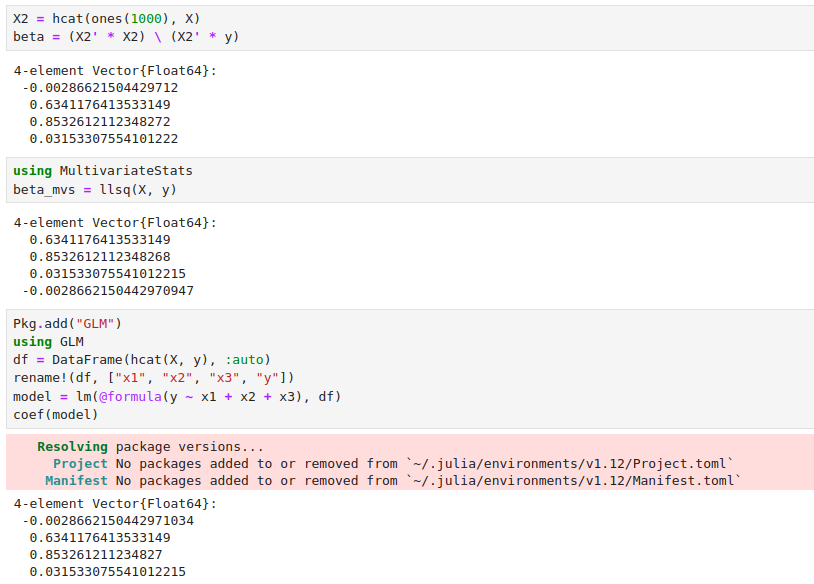 X2 = hcat(ones(1000), X)
beta = (X2' * X2) \ (X2' * y)
4-element Vector{Float64}:
 -0.00286621504429712
  0.6341176413533149
  0.8532612112348272
  0.03153307554101222
using MultivariateStats
beta_mvs = llsq(X, y)
4-element Vector{Float64}:
  0.6341176413533149
  0.8532612112348268
  0.031533075541012215
 -0.0028662150442970947
Pkg.add("GLM")
using GLM
df = DataFrame(hcat(X, y), :auto)
rename!(df, ["x1", "x2", "x3", "y"])
model = lm(@formula(y ~ x1 + x2 + x3), df)
coef(model)
   Resolving package versions...
     Project No packages added to or removed from `~/.julia/environments/v1.12/Project.toml`
    Manifest No packages added to or removed from `~/.julia/environments/v1.12/Manifest.toml`
4-element Vector{Float64}:
 -0.0028662150442971034
  0.6341176413533149
  0.853261211234827
  0.031533075541012215